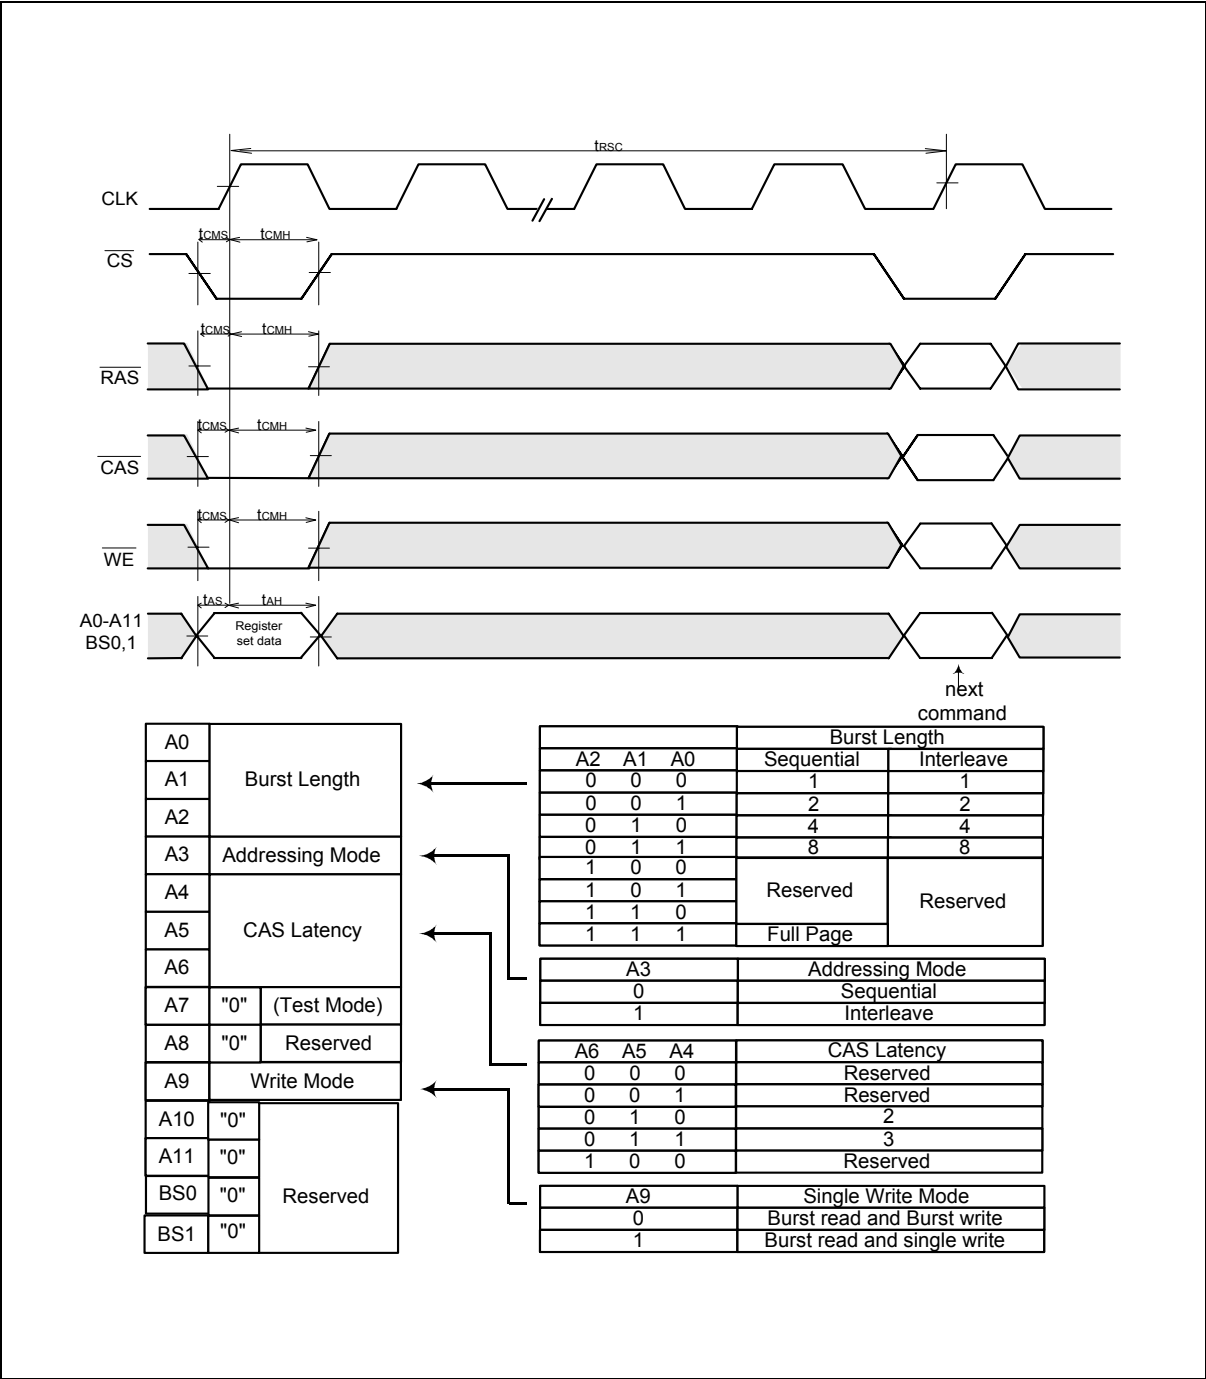 tRSC
CLK
tCMS tCMH
CS
tCMS tCMH
RAS
tCMS tCMH
CAS
tCMS tCMH
WE
tAS tAH
A0-A11
BS0,1
Register
set data
next
command
A0
A1 Burst Length
A2
A3 Addressing Mode
A4
A5 CAS Latency
A6
A7 "0" (Test Mode)
A8 "0" Reserved
A9 Write Mode
A10 "0"
A11 "0"
BS0 "0" Reserved
BS1 "0"
Burst Length
A2 A1 A0 Sequential Interleave
0 0 0 1 1
0 0 1 2 2
0 1 0 4 4
0 1 1 8 8
1 0 0
1 0 1 Reserved Reserved
1 1 0
1 1 1 Full Page
A3 Addressing Mode
0 Sequential
1 Interleave
A6 A5 A4 CAS Latency
0 0 0 Reserved
0 0 1 Reserved
0 1 0 2
0 1 1 3
1 0 0 Reserved
A9 Single Write Mode
0 Burst read and Burst write
1 Burst read and single write